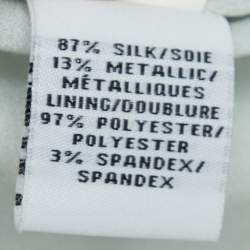 87% SILK/SOIE
13% METALLIC/
MÉTALLIQUES
LINING/DOUBLURE
97% POLYESTER/
POLYESTER
3% SPANDEX/
SPANDEX